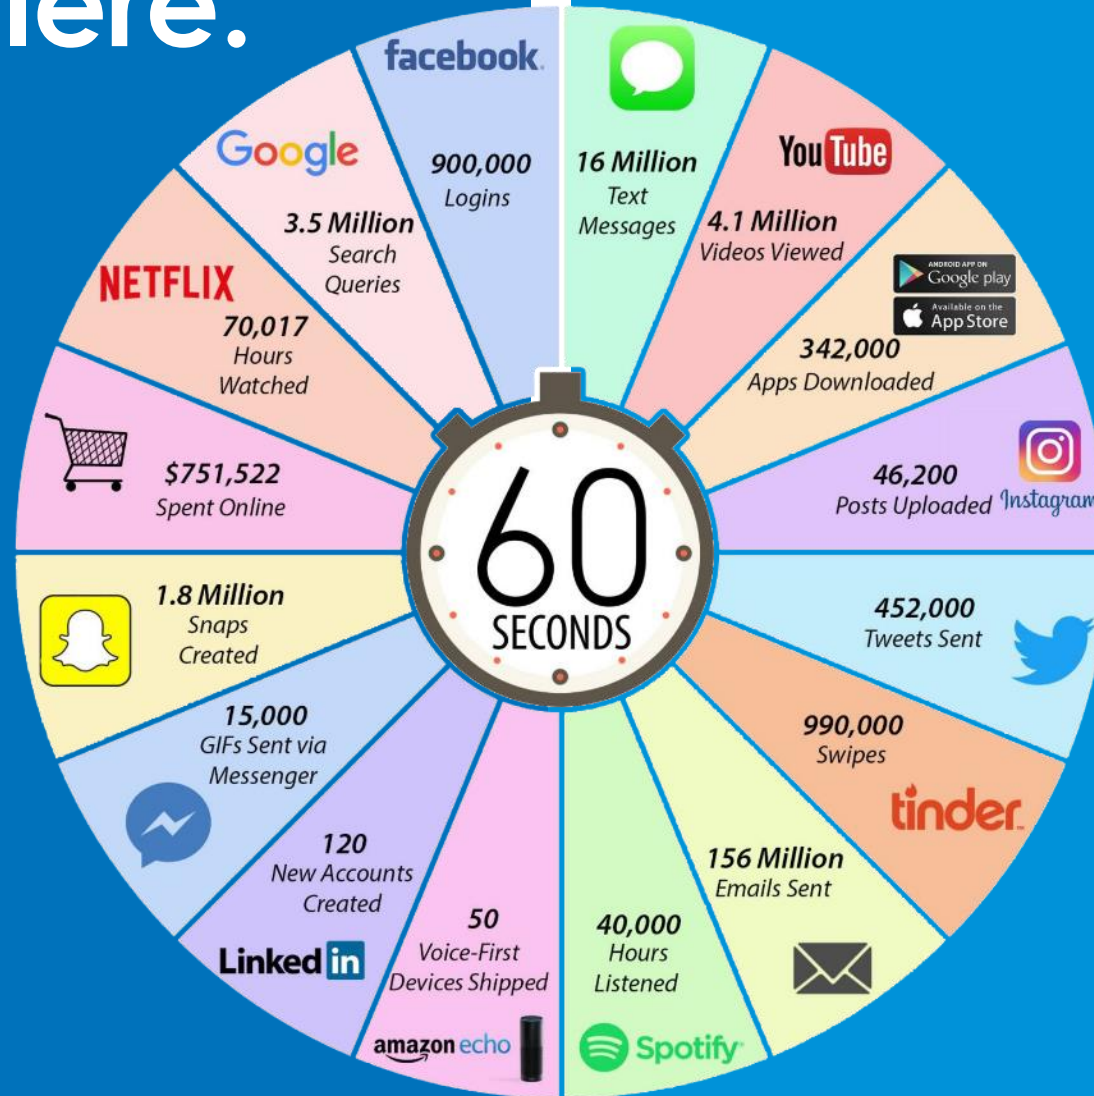 here.
facebook
900,000
Logins
16 Million
Text
Messages
YouTube
4.1 Million
Videos Viewed
ANDROID APP ON
Google play
Available on the
App Store
342,000
Apps Downloaded
46,200
Posts Uploaded
Instagram
452,000
Tweets Sent
990,000
Swipes
tinder
156 Million
Emails Sent
40,000
Hours
Listened
Spotify
50
Voice-First
Devices Shipped
amazon echo
120
New Accounts
Created
Linked in
15,000
GIFs Sent via
Messenger
1.8 Million
Snaps
Created
$751,522
Spent Online
NETFLIX
70,017
Hours
Watched
Google
3.5 Million
Search
Queries
60
SECONDS